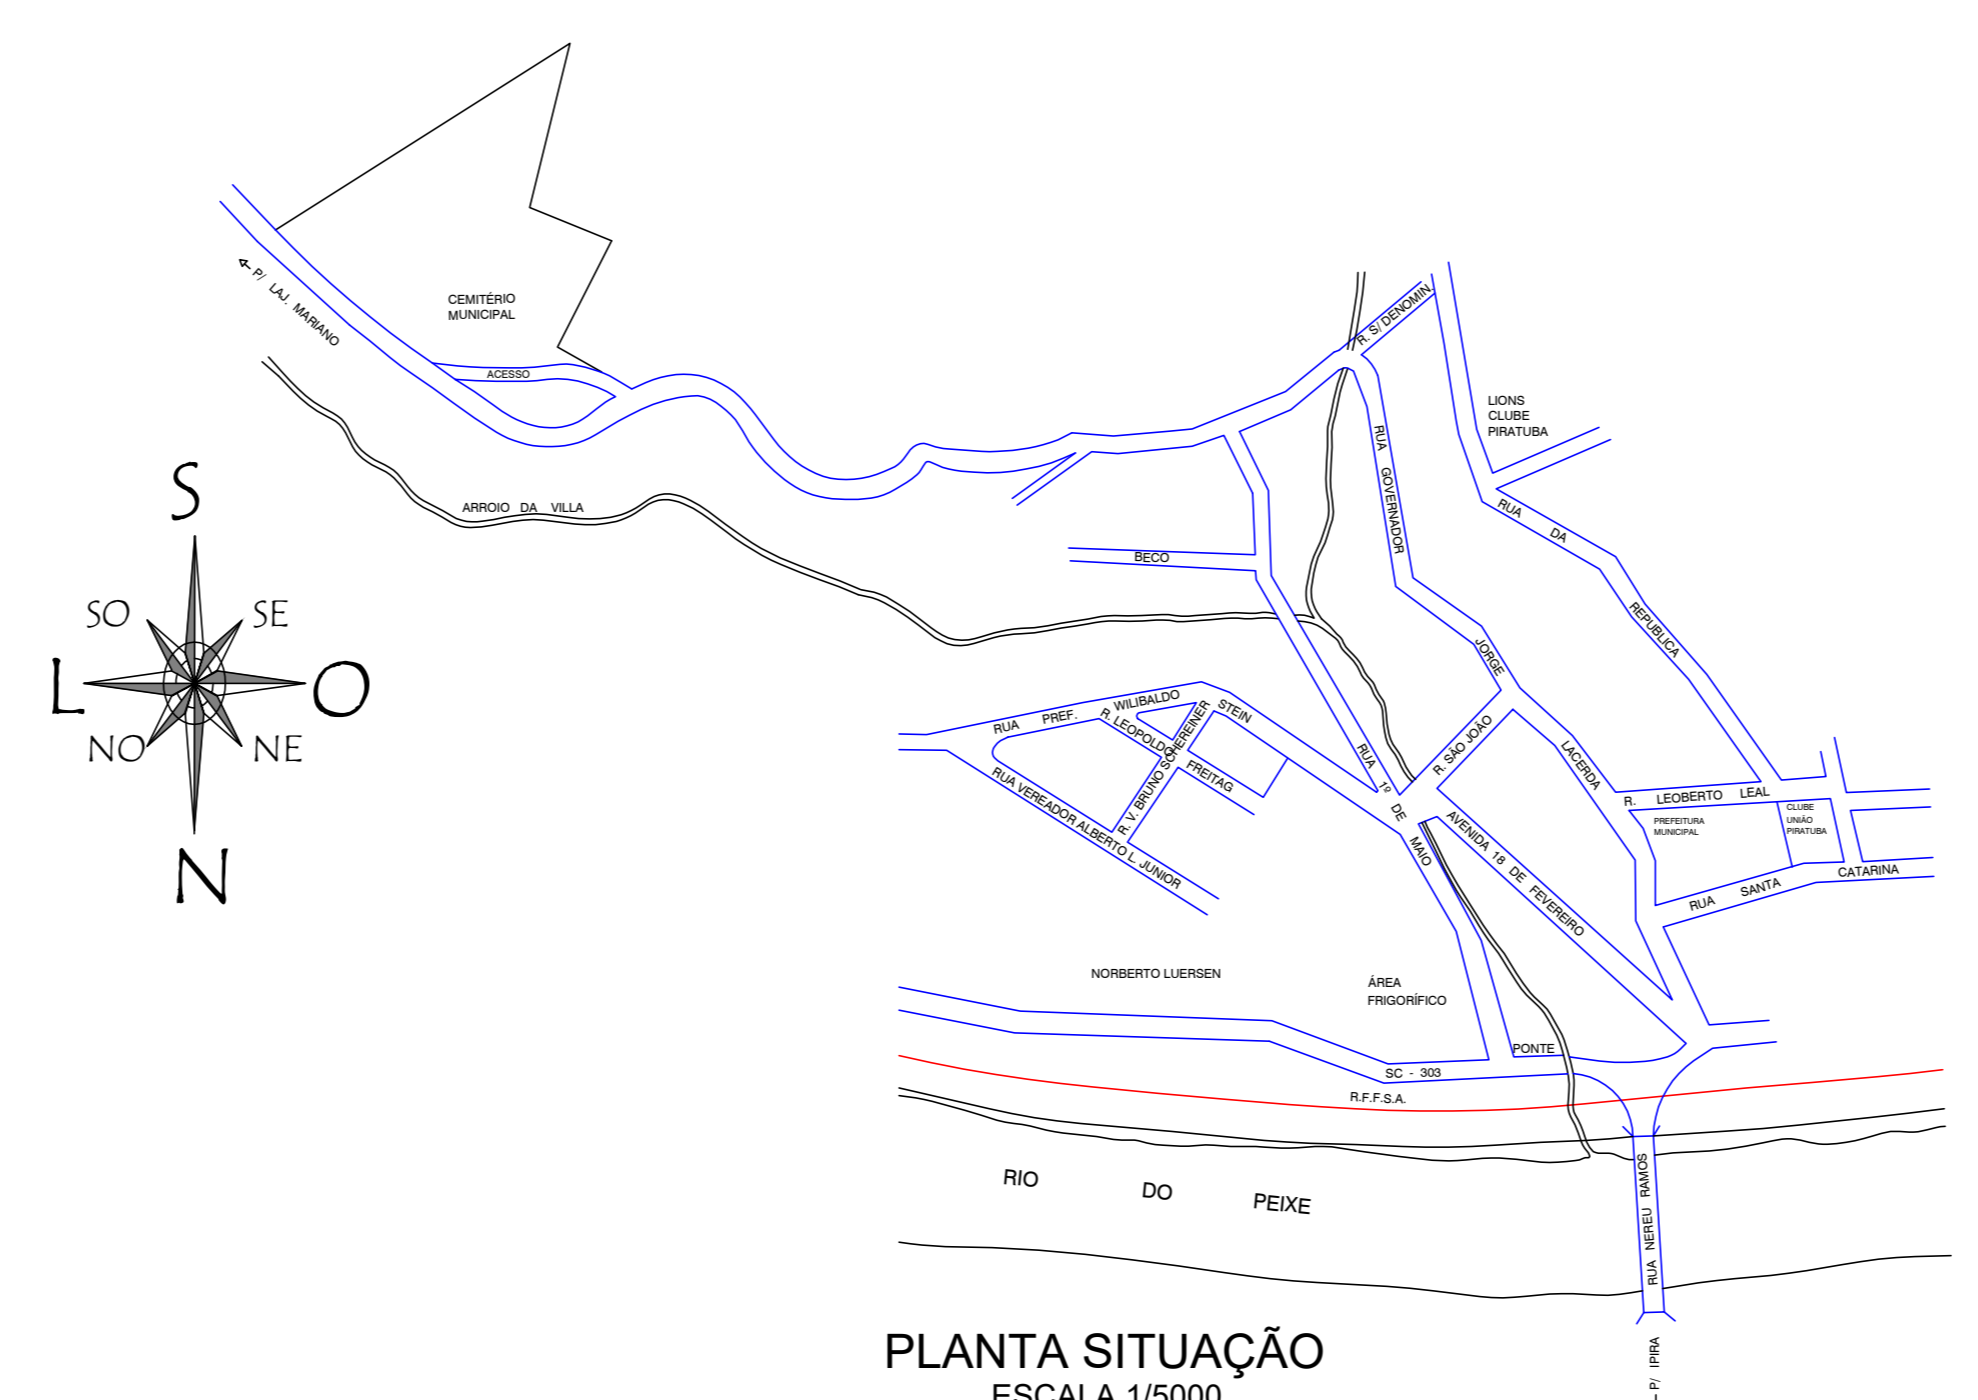 CEMITÉRIO
MUNICIPAL
P/ LAJ. MARIANO
ACESSO
R. S/ DENOMIN.
LIONS
CLUBE
PIRATUBA
RUA GOVERNADOR JORGE LACERDA
ARROIO DA VILLA
S
SO
SE
L
O
NO
NE
N
RUA DA REPUBLICA
BECO
RUA PREF. WILIBALDO STEIN
R. LEOPOLDO FREITAG
R. V. BRUNO SCHEREINER
RUA VEREADOR ALBERTO L. JUNIOR
RUA 1º DE MAIO
R. SÃO JOÃO
R. LEOBERTO LEAL
PREFEITURA
MUNICIPAL
CLUBE
UNIÃO
PIRATUBA
AVENIDA 18 DE FEVEREIRO
RUA SANTA CATARINA
NORBERTO LUERSEN
ÁREA
FRIGORÍFICO
PONTE
SC - 303
R.F.F.S.A.
RIO DO PEIXE
RUA NEREU RAMOS
P/ IPIRA
PLANTA SITUAÇÃO
ESCALA 1/5000